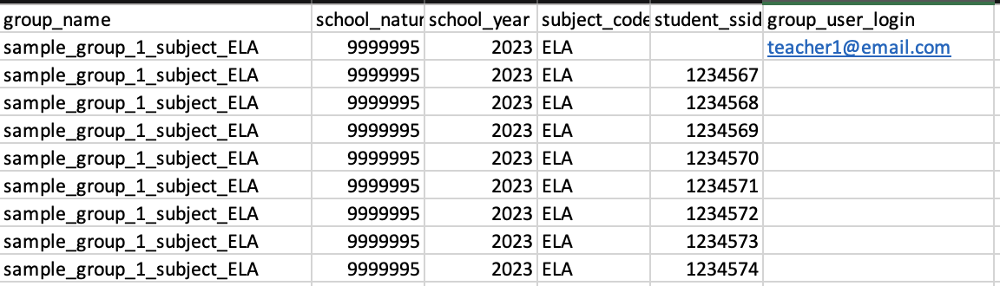 group_name school_natur school_year subject_code student_ssid group_user_login
sample_group_1_subject_ELA 9999995 2023 ELA teacher1@email.com
sample_group_1_subject_ELA 9999995 2023 ELA 1234567
sample_group_1_subject_ELA 9999995 2023 ELA 1234568
sample_group_1_subject_ELA 9999995 2023 ELA 1234569
sample_group_1_subject_ELA 9999995 2023 ELA 1234570
sample_group_1_subject_ELA 9999995 2023 ELA 1234571
sample_group_1_subject_ELA 9999995 2023 ELA 1234572
sample_group_1_subject_ELA 9999995 2023 ELA 1234573
sample_group_1_subject_ELA 9999995 2023 ELA 1234574